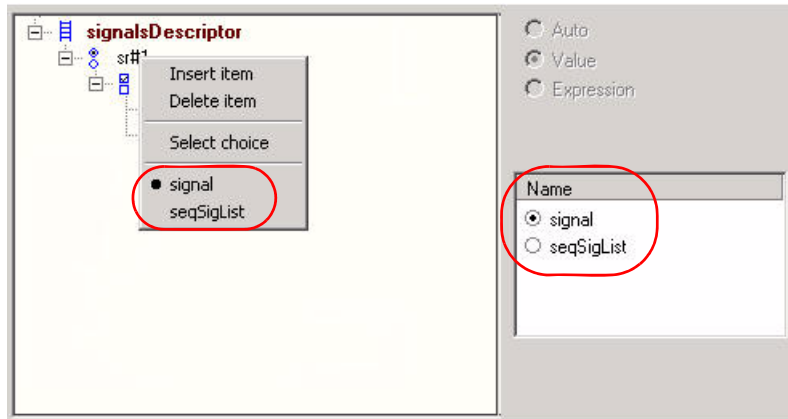 signalsDescriptor
sr#1
Insert item
Delete item
Select choice
signal
seqSigList
Auto
Value
Expression
Name
signal
seqSigList